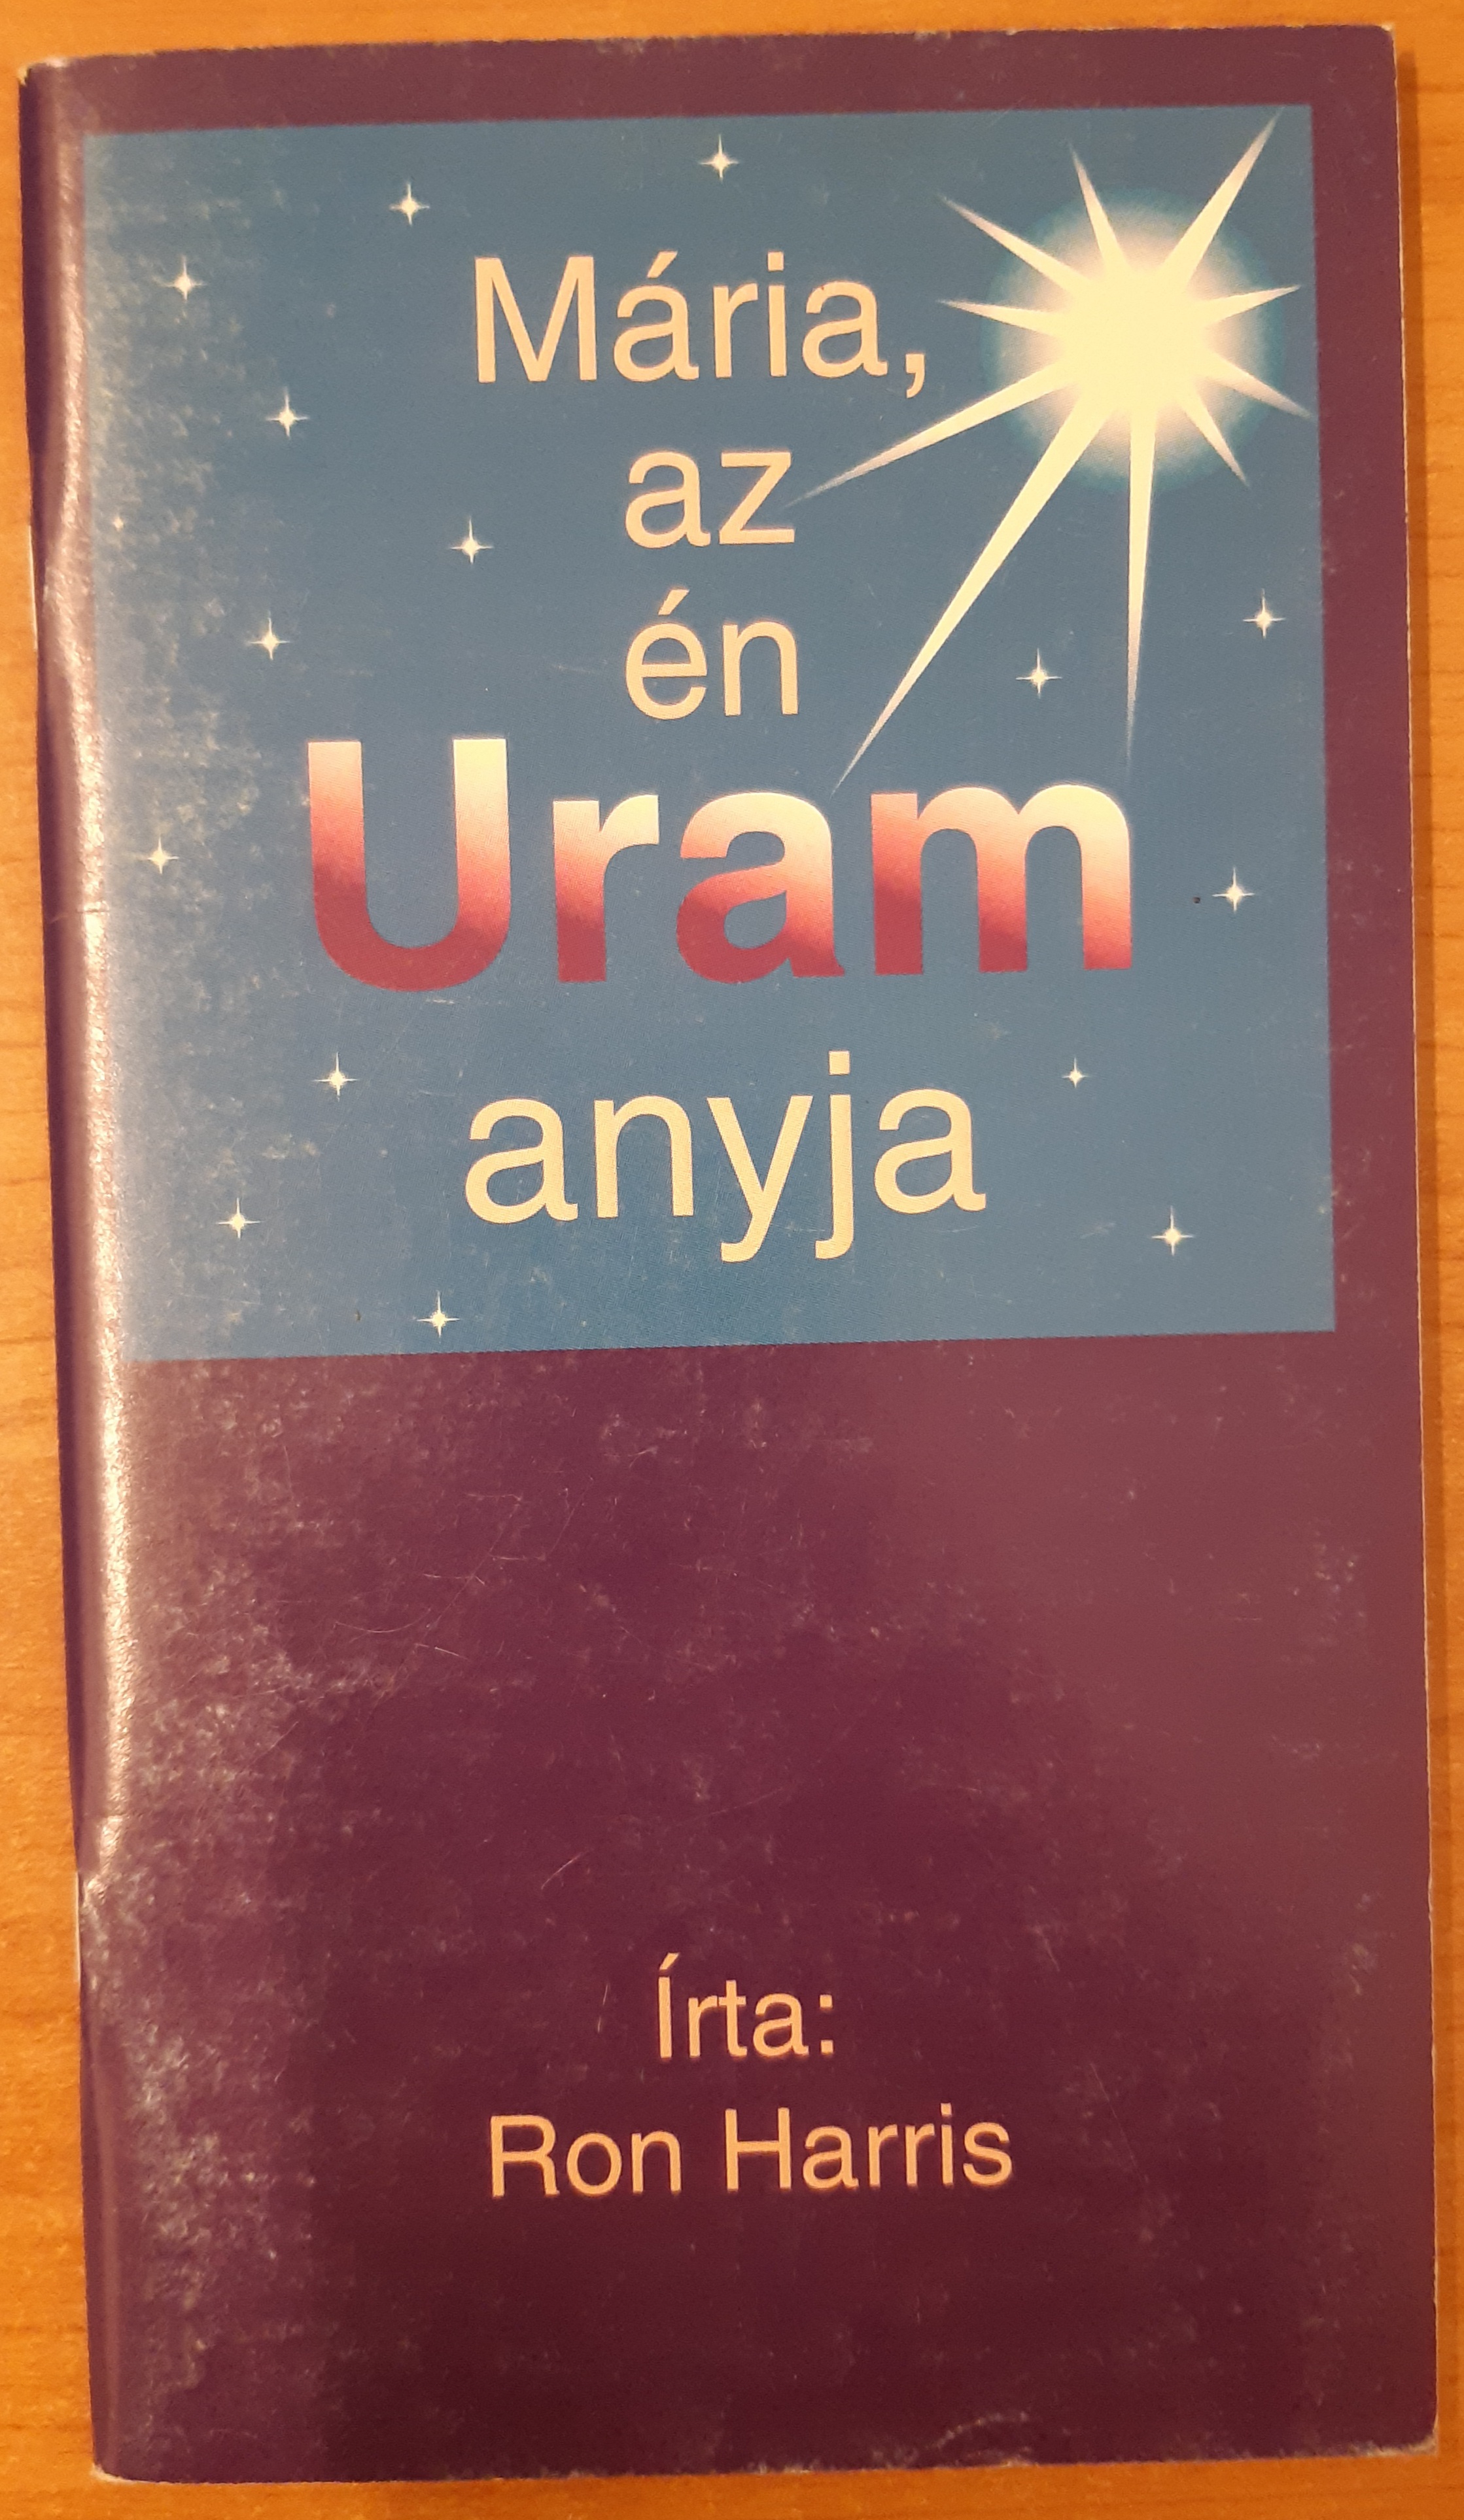 Mária,
az
én
Uram
anyja
Írta:
Ron Harris